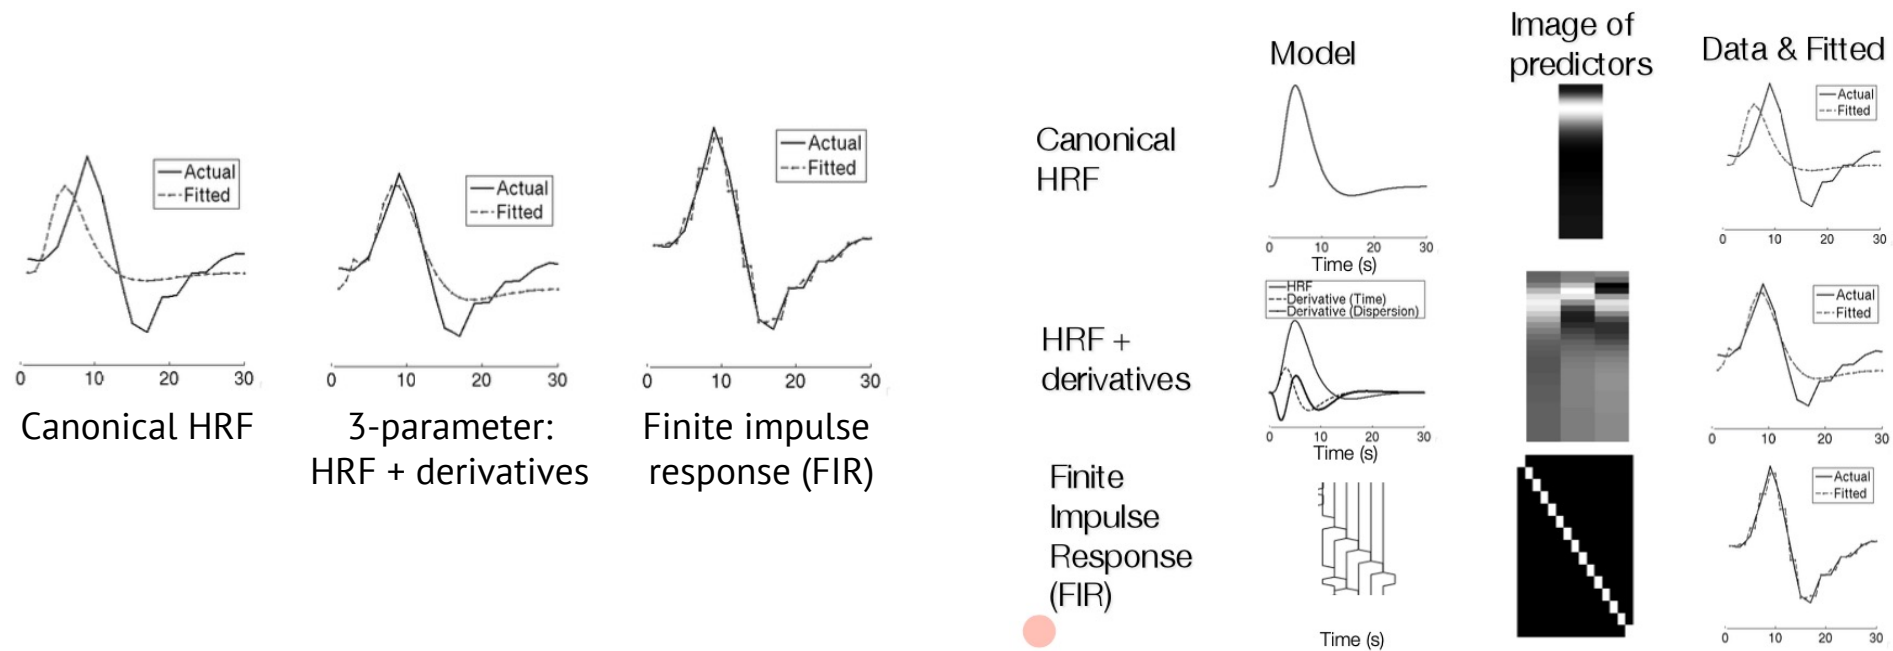 Actual
Fitted
0 10 20 30
Canonical HRF
Actual
Fitted
0 10 20 30
3-parameter:
HRF + derivatives
Actual
Fitted
0 10 20 30
Finite impulse
response (FIR)
Model
Image of
predictors
Data & Fitted
Canonical
HRF
0 10 20 30
Time (s)
Actual
Fitted
0 10 20 30
HRF +
derivatives
HRF
Derivative (Time)
Derivative (Dispersion)
0 10 20 30
Time (s)
Actual
Fitted
0 10 20 30
Finite
Impulse
Response
(FIR)
Time (s)
Actual
Fitted
0 10 20 30